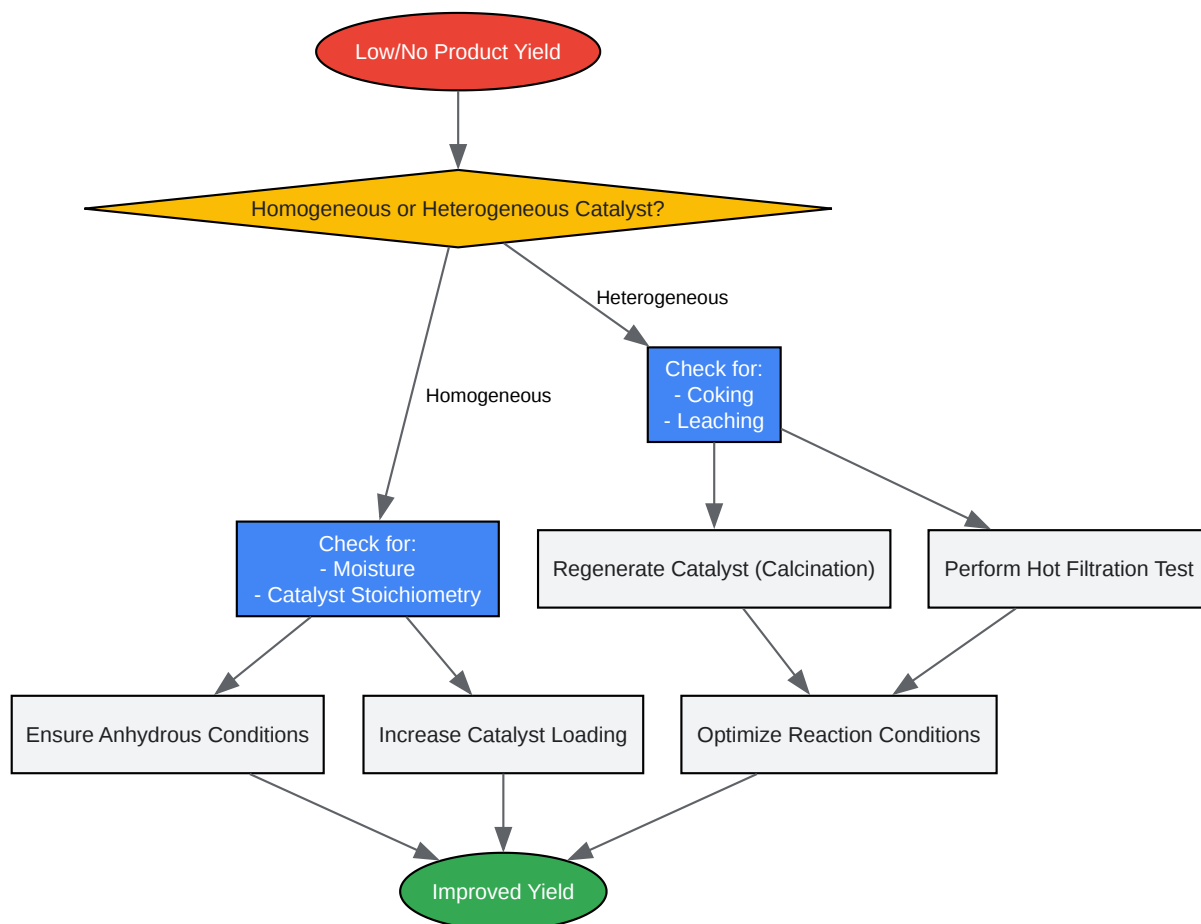 Low/No Product Yield
Homogeneous or Heterogeneous Catalyst?
Heterogeneous
Homogeneous
Check for:
- Coking
- Leaching
Check for:
- Moisture
- Catalyst Stoichiometry
Regenerate Catalyst (Calcination)
Perform Hot Filtration Test
Ensure Anhydrous Conditions
Increase Catalyst Loading
Optimize Reaction Conditions
Improved Yield